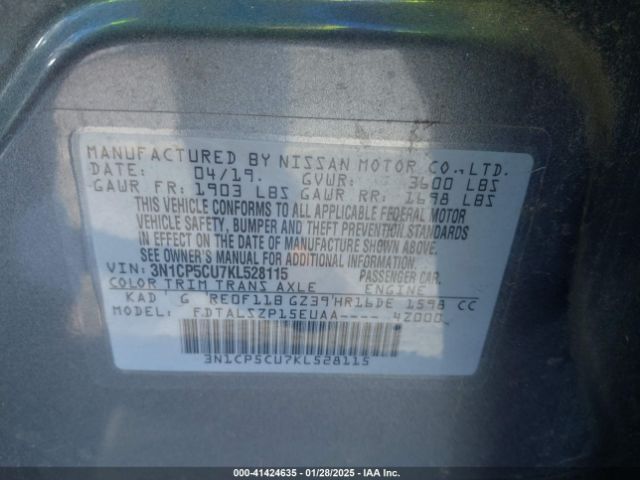 MANUFACTURED BY NISSAN MOTOR CO., LTD.
DATE: 04/19. GVWR: 3600 LBS
GAWR FR: 1903 LBS GAWR RR: 1698 LBS
THIS VEHICLE CONFORMS TO ALL APPLICABLE FEDERAL MOTOR
VEHICLE SAFETY, BUMPER AND THEFT PREVENTION STANDARDS
IN EFFECT ON THE DATE OF MANUFACTURE SHOWN ABOVE.
SEE OWNER'S MANUAL FOR ADDITIONAL INFORMATION.
VIN: 3N1CP5CU7KL528115 PASSENGER CAR.
COLOR TRIM TRANS AXLE ENGINE
KAD G RE0F11B GZ39 HR16DE 1598 CC
MODEL: FDTALSZP15EUAA---- 4Z000
3N1CP5CU7KL528115
000-41424635 - 01/28/2025 - IAA Inc.